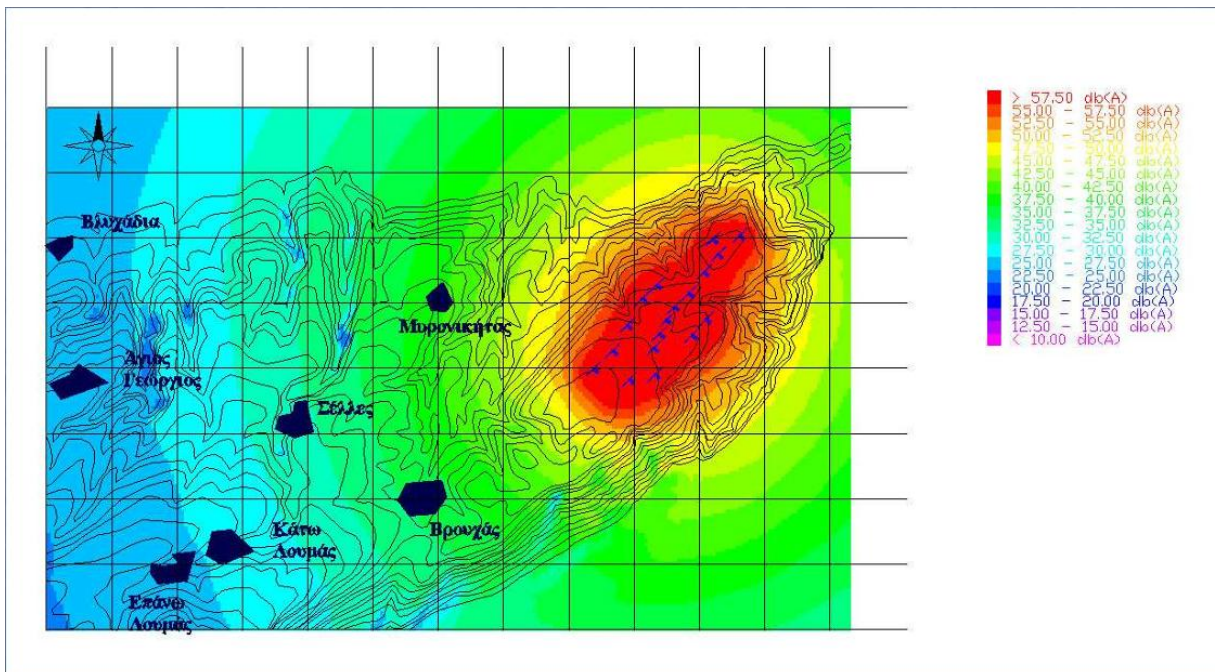 Βλυχάδια
Μυρονικήτας
Άγιος
Γεώργιος
Σέλλες
Βρουχάς
Κάτω
Λουμάς
Επάνω
Λουμάς
> 57.50 db(A)
55.00 - 57.50 db(A)
52.50 - 55.00 db(A)
50.00 - 52.50 db(A)
47.50 - 50.00 db(A)
45.00 - 47.50 db(A)
42.50 - 45.00 db(A)
40.00 - 42.50 db(A)
37.50 - 40.00 db(A)
35.00 - 37.50 db(A)
32.50 - 35.00 db(A)
30.00 - 32.50 db(A)
27.50 - 30.00 db(A)
25.00 - 27.50 db(A)
22.50 - 25.00 db(A)
20.00 - 22.50 db(A)
17.50 - 20.00 db(A)
15.00 - 17.50 db(A)
12.50 - 15.00 db(A)
< 10.00 db(A)